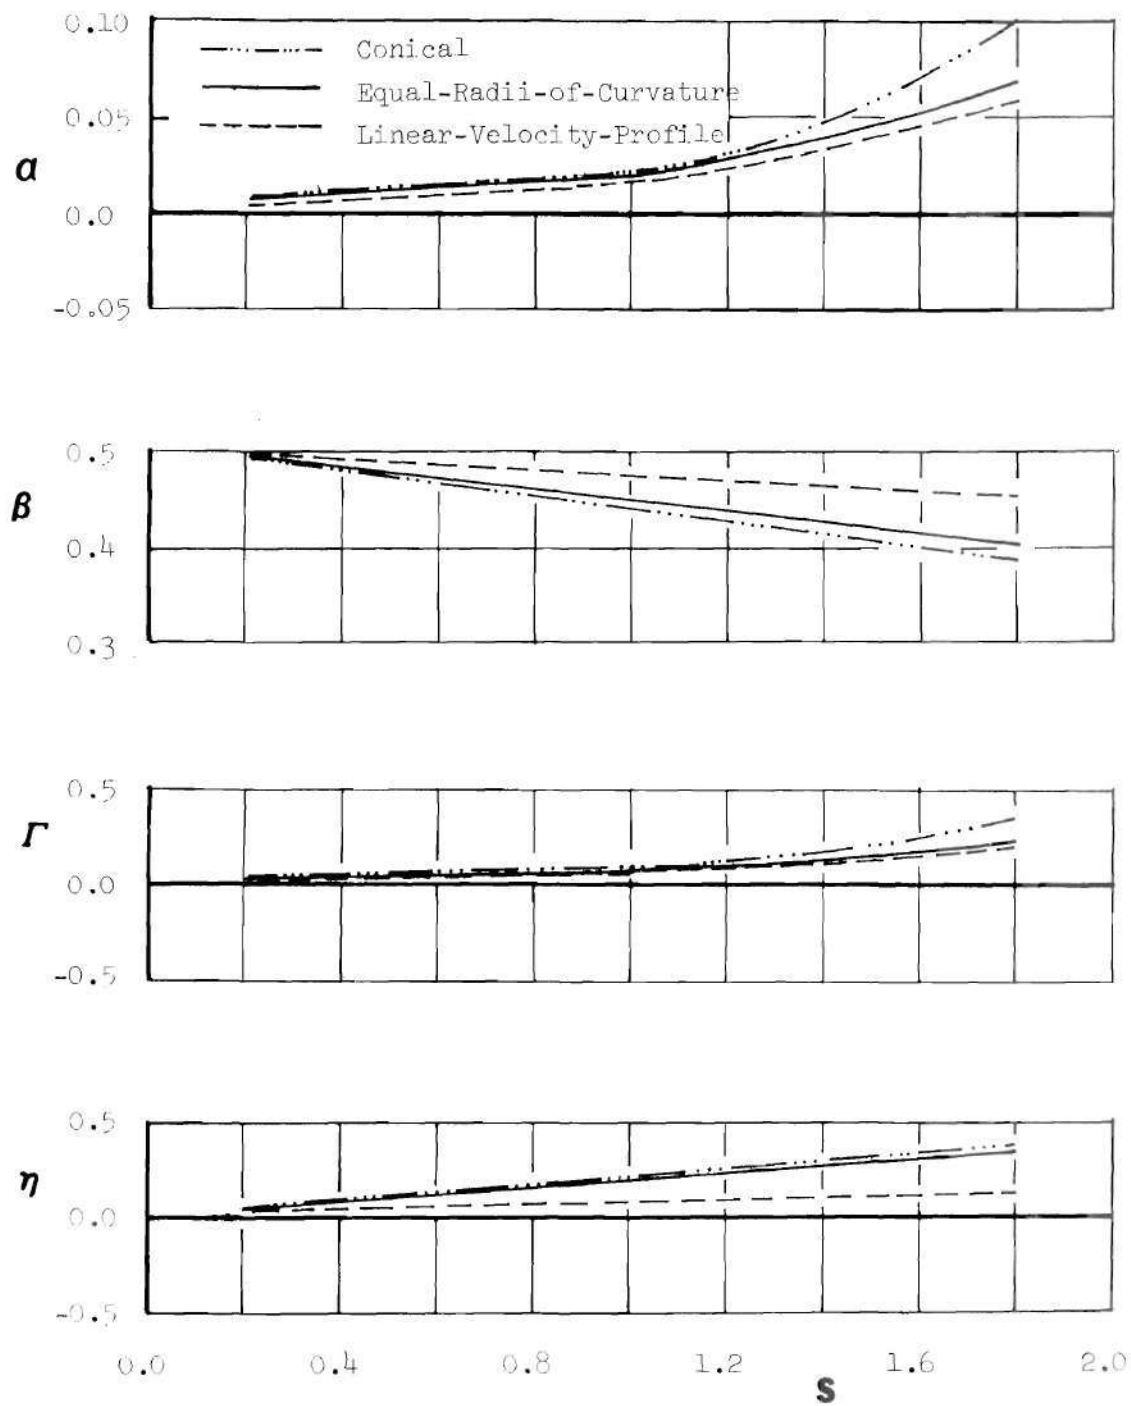 0.10
Conical
Equal-Radii-of-Curvature
0.05
Linear-Velocity-Profile
α
0.0
-0.05
0.5
β
0.4
0.3
0.5
Γ
0.0
-0.5
0.5
η
0.0
-0.5
0.0 0.4 0.8 1.2 1.6 2.0
S